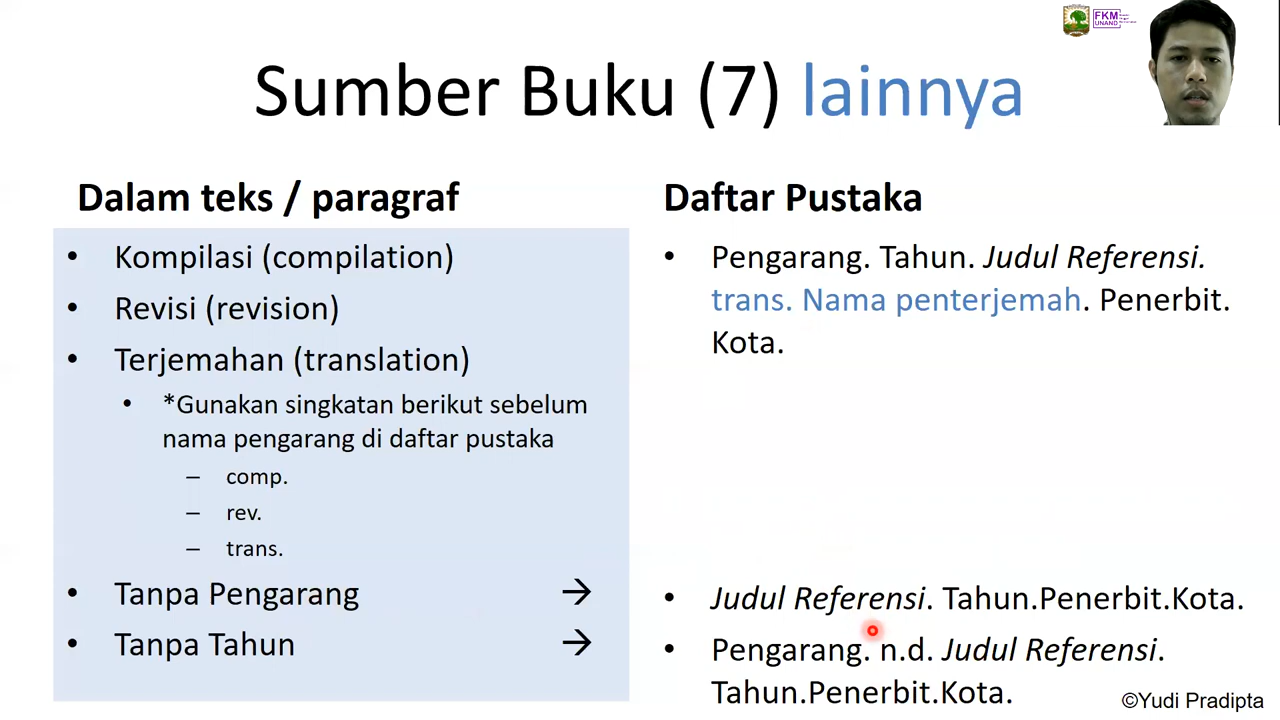 FKM
UNAND
Sumber Buku (7) lainnya
Dalam teks / paragraf
• Kompilasi (compilation)
• Revisi (revision)
• Terjemahan (translation)
• *Gunakan singkatan berikut sebelum
nama pengarang di daftar pustaka
– comp.
– rev.
– trans.
• Tanpa Pengarang →
• Tanpa Tahun →
Daftar Pustaka
• Pengarang. Tahun. Judul Referensi.
trans. Nama penterjemah. Penerbit.
Kota.
• Judul Referensi. Tahun.Penerbit.Kota.
• Pengarang. n.d. Judul Referensi.
Tahun.Penerbit.Kota.
©Yudi Pradipta